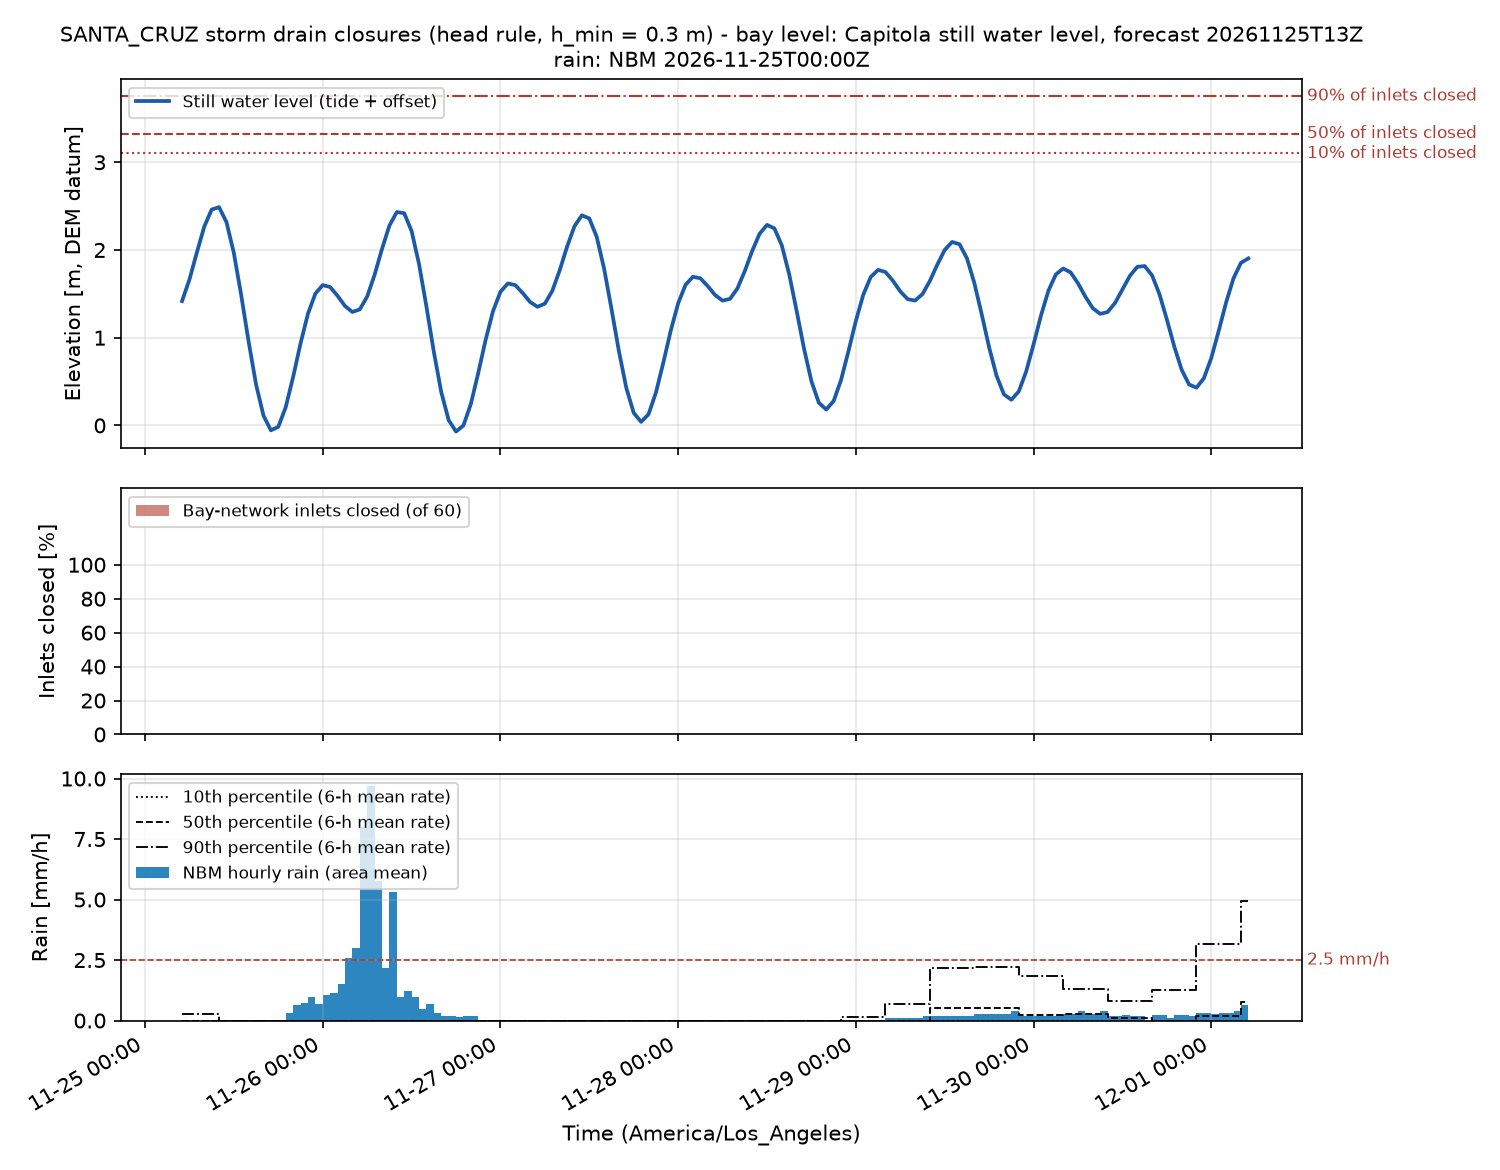 SANTA_CRUZ storm drain closures (head rule, h_min = 0.3 m) - bay level: Capitola still water level, forecast 20261125T13Z
rain: NBM 2026-11-25T00:00Z
Still water level (tide + offset)
90% of inlets closed
50% of inlets closed
10% of inlets closed
Elevation [m, DEM datum]
3
2
1
0
Bay-network inlets closed (of 60)
Inlets closed [%]
100
80
60
40
20
0
10th percentile (6-h mean rate)
50th percentile (6-h mean rate)
90th percentile (6-h mean rate)
NBM hourly rain (area mean)
Rain [mm/h]
10.0
7.5
5.0
2.5
0.0
2.5 mm/h
11-25 00:00
11-26 00:00
11-27 00:00
11-28 00:00
11-29 00:00
11-30 00:00
12-01 00:00
Time (America/Los_Angeles)